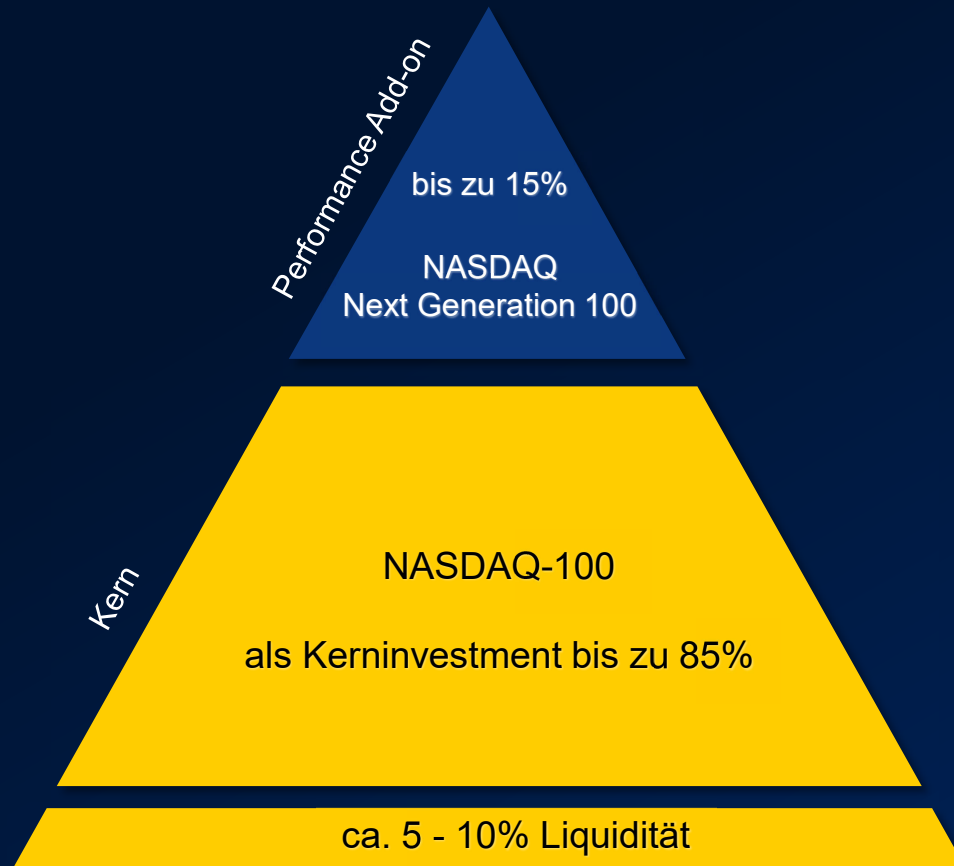 Performance Add-on
bis zu 15%
NASDAQ
Next Generation 100
Kern
NASDAQ-100
als Kerninvestment bis zu 85%
ca. 5 - 10% Liquidität